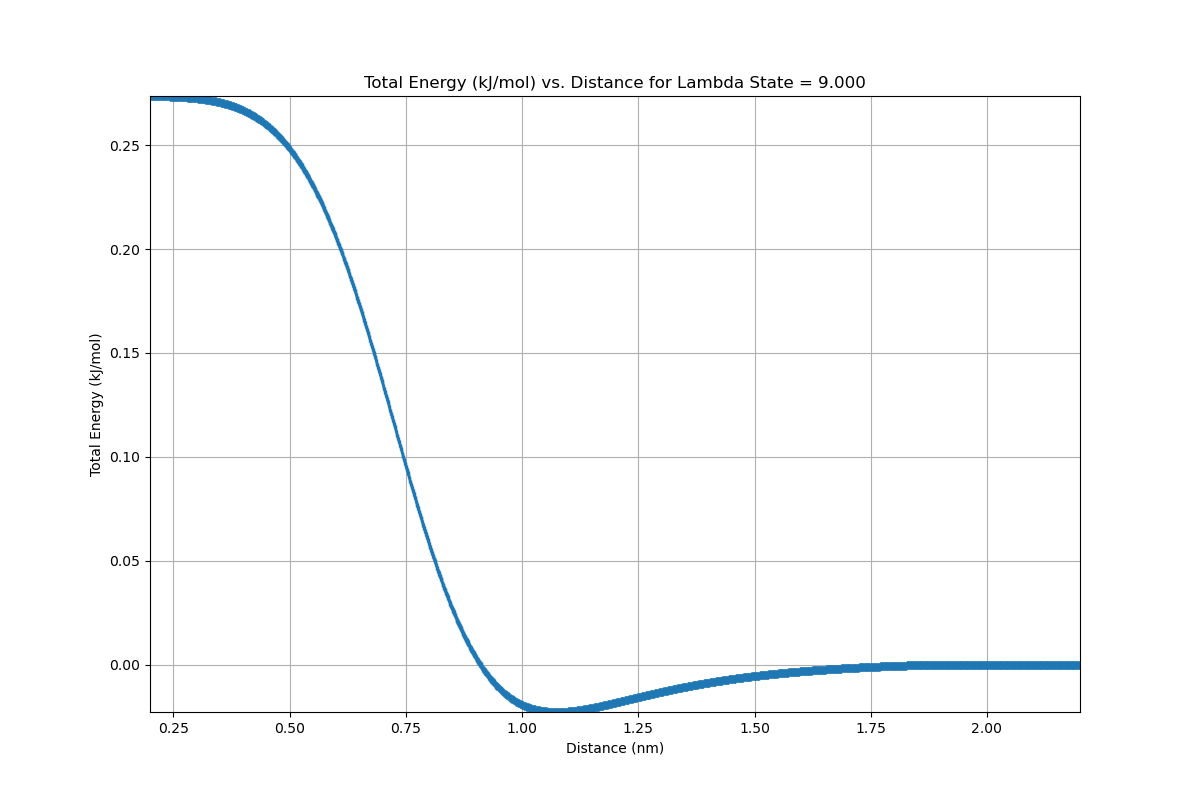 Total Energy (kJ/mol) vs. Distance for Lambda State = 9.000
Total Energy (kJ/mol)
0.25
0.20
0.15
0.10
0.05
0.00
0.25 0.50 0.75 1.00 1.25 1.50 1.75 2.00
Distance (nm)